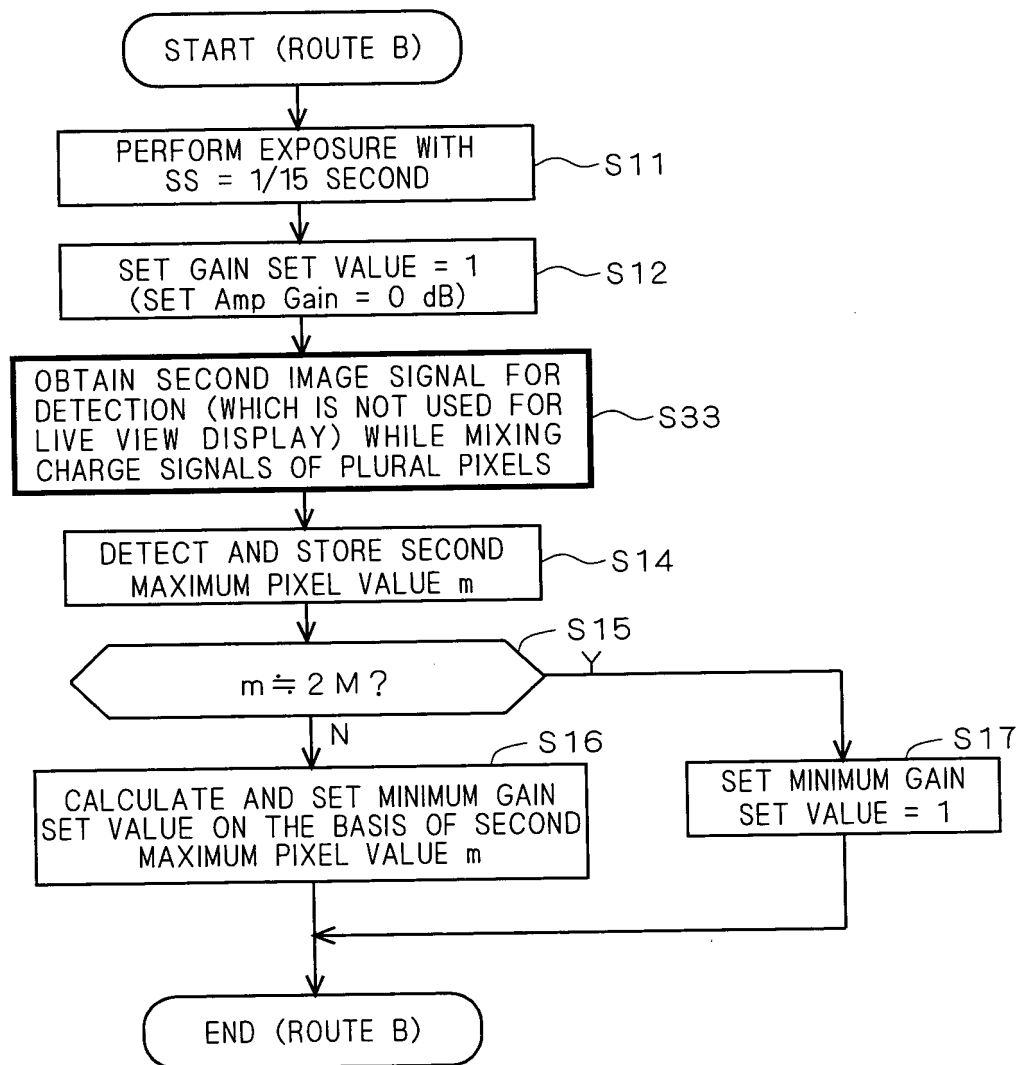 START (ROUTE B)
PERFORM EXPOSURE WITH
SS = 1/15 SECOND
S11
SET GAIN SET VALUE = 1
(SET Amp Gain = 0 dB)
S12
OBTAIN SECOND IMAGE SIGNAL FOR
DETECTION (WHICH IS NOT USED FOR
LIVE VIEW DISPLAY) WHILE MIXING
CHARGE SIGNALS OF PLURAL PIXELS
S33
DETECT AND STORE SECOND
MAXIMUM PIXEL VALUE m
S14
S15
m≒2M?
Y
N
S16
CALCULATE AND SET MINIMUM GAIN
SET VALUE ON THE BASIS OF SECOND
MAXIMUM PIXEL VALUE m
S17
SET MINIMUM GAIN
SET VALUE = 1
END (ROUTE B)